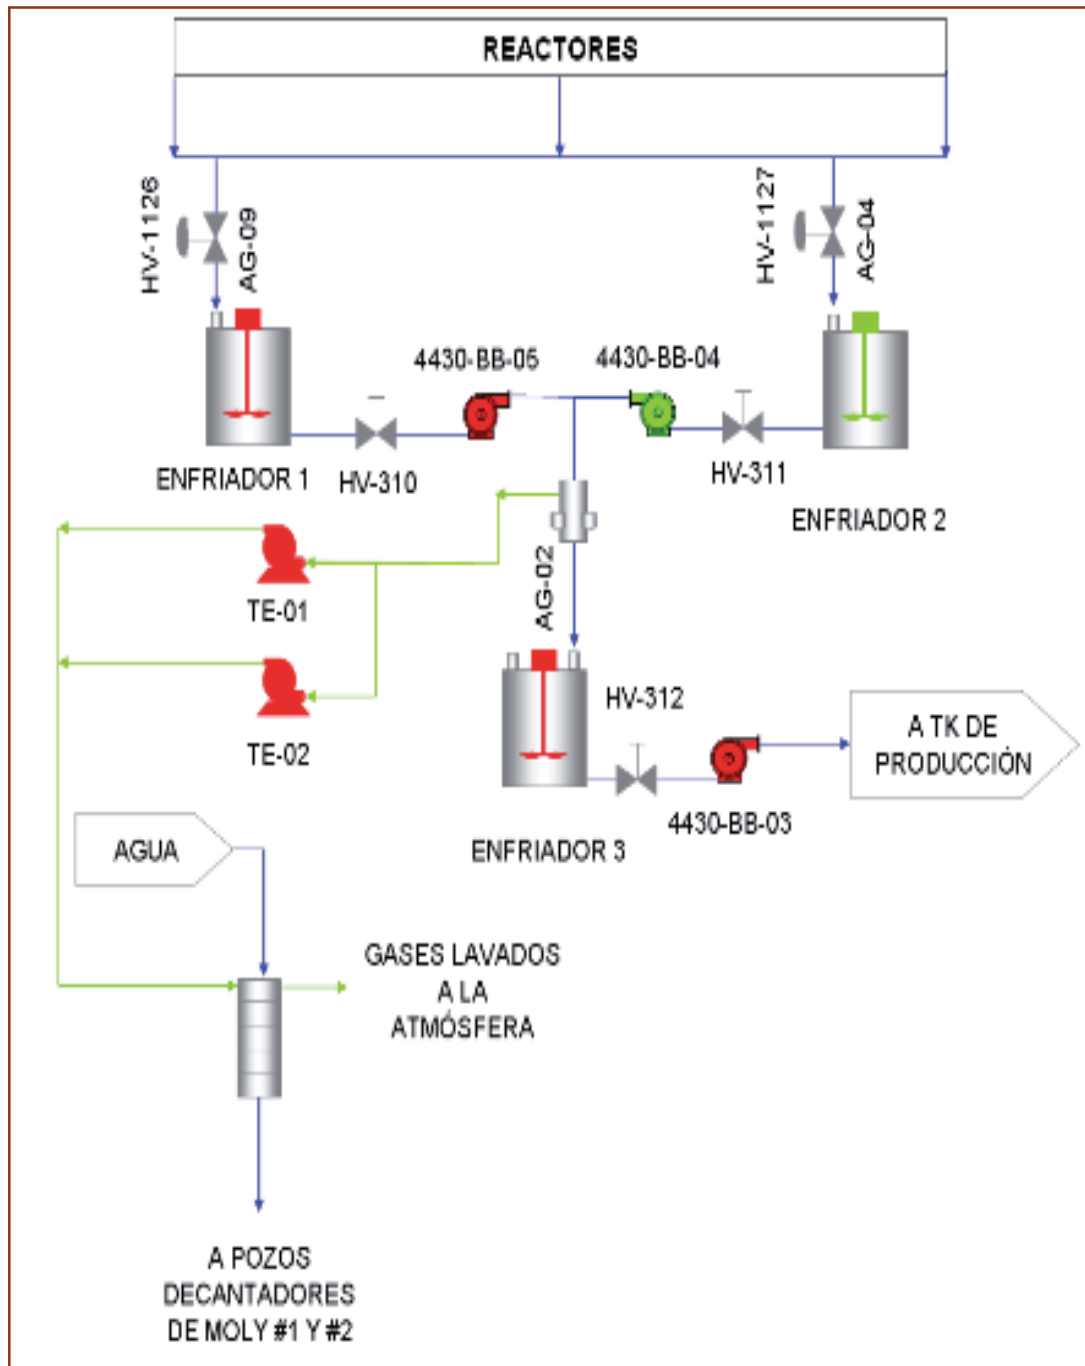 REACTORES
HV-1126
AG-09
HV-1127
AG-04
4430-BB-05
4430-BB-04
ENFRIADOR 1
HV-310
HV-311
ENFRIADOR 2
AG-02
TE-01
HV-312
TE-02
A TK DE
PRODUCCIÓN
4430-BB-03
AGUA
ENFRIADOR 3
GASES LAVADOS
A LA
ATMÓSFERA
A POZOS
DECANTADORES
DE MOLY #1 Y #2